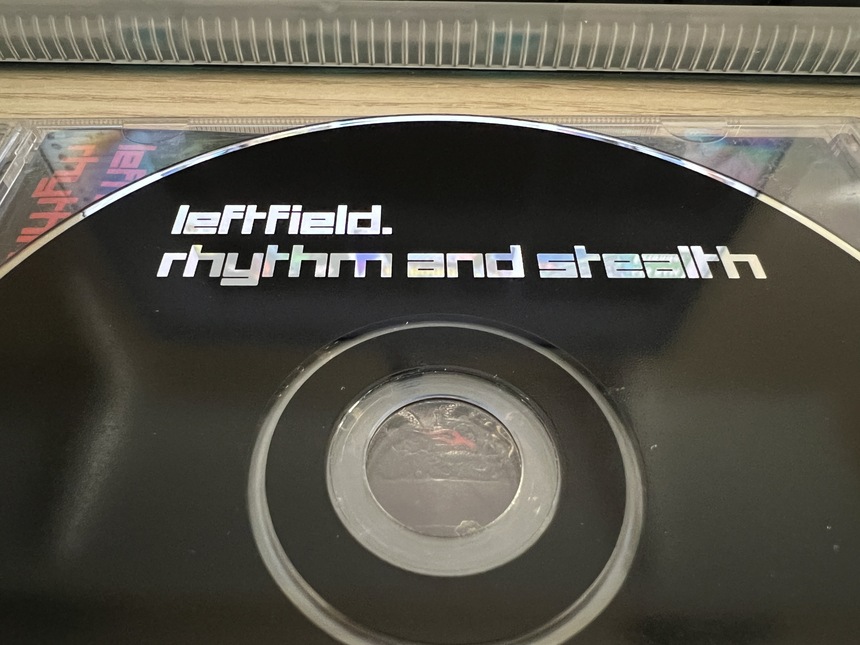 leftfield.
rhythm and stealth